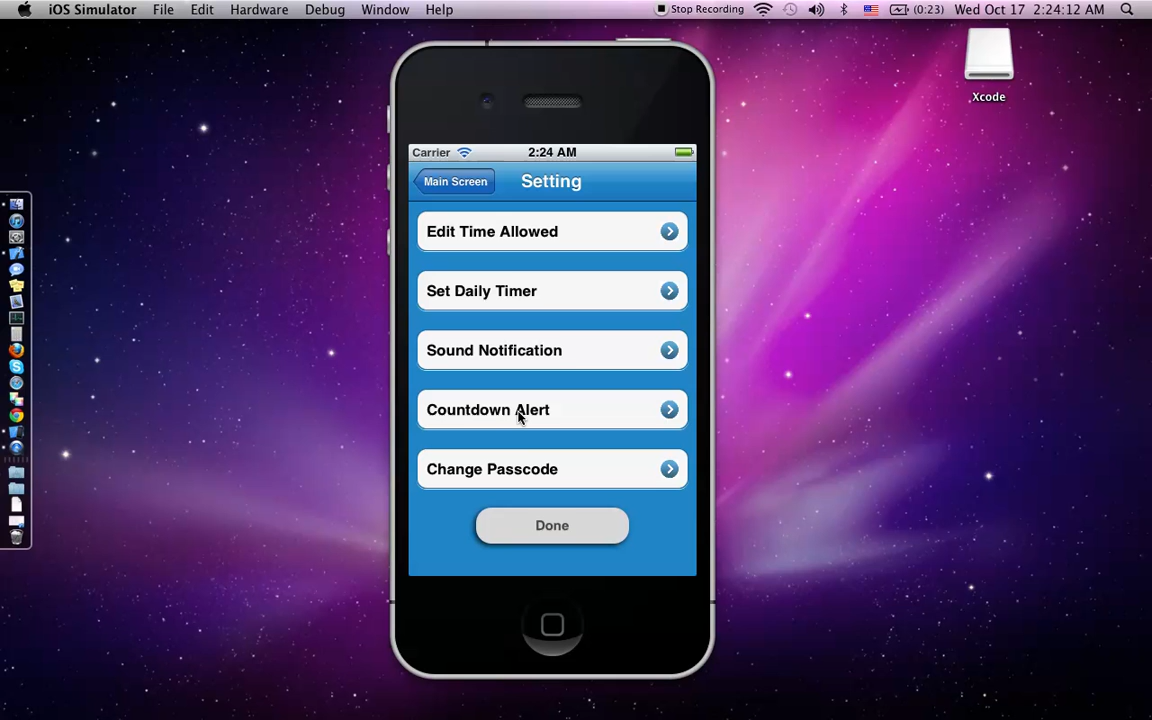 iOS Simulator File Edit Hardware Debug Window Help Stop Recording (0:23) Wed Oct 17 2:24:12 AM
Xcode
Carrier 2:24 AM
Main Screen Setting
Edit Time Allowed
Set Daily Timer
Sound Notification
Countdown Alert
Change Passcode
Done